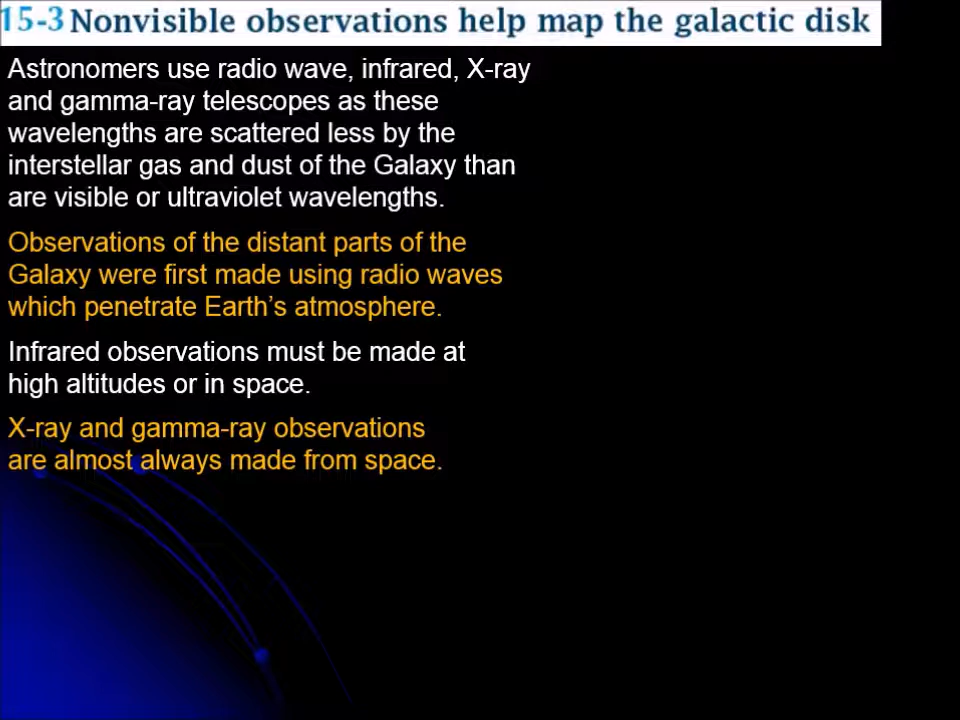 15-3 Nonvisible observations help map the galactic disk
Astronomers use radio wave, infrared, X-ray
and gamma-ray telescopes as these
wavelengths are scattered less by the
interstellar gas and dust of the Galaxy than
are visible or ultraviolet wavelengths.
Observations of the distant parts of the
Galaxy were first made using radio waves
which penetrate Earth’s atmosphere.
Infrared observations must be made at
high altitudes or in space.
X-ray and gamma-ray observations
are almost always made from space.